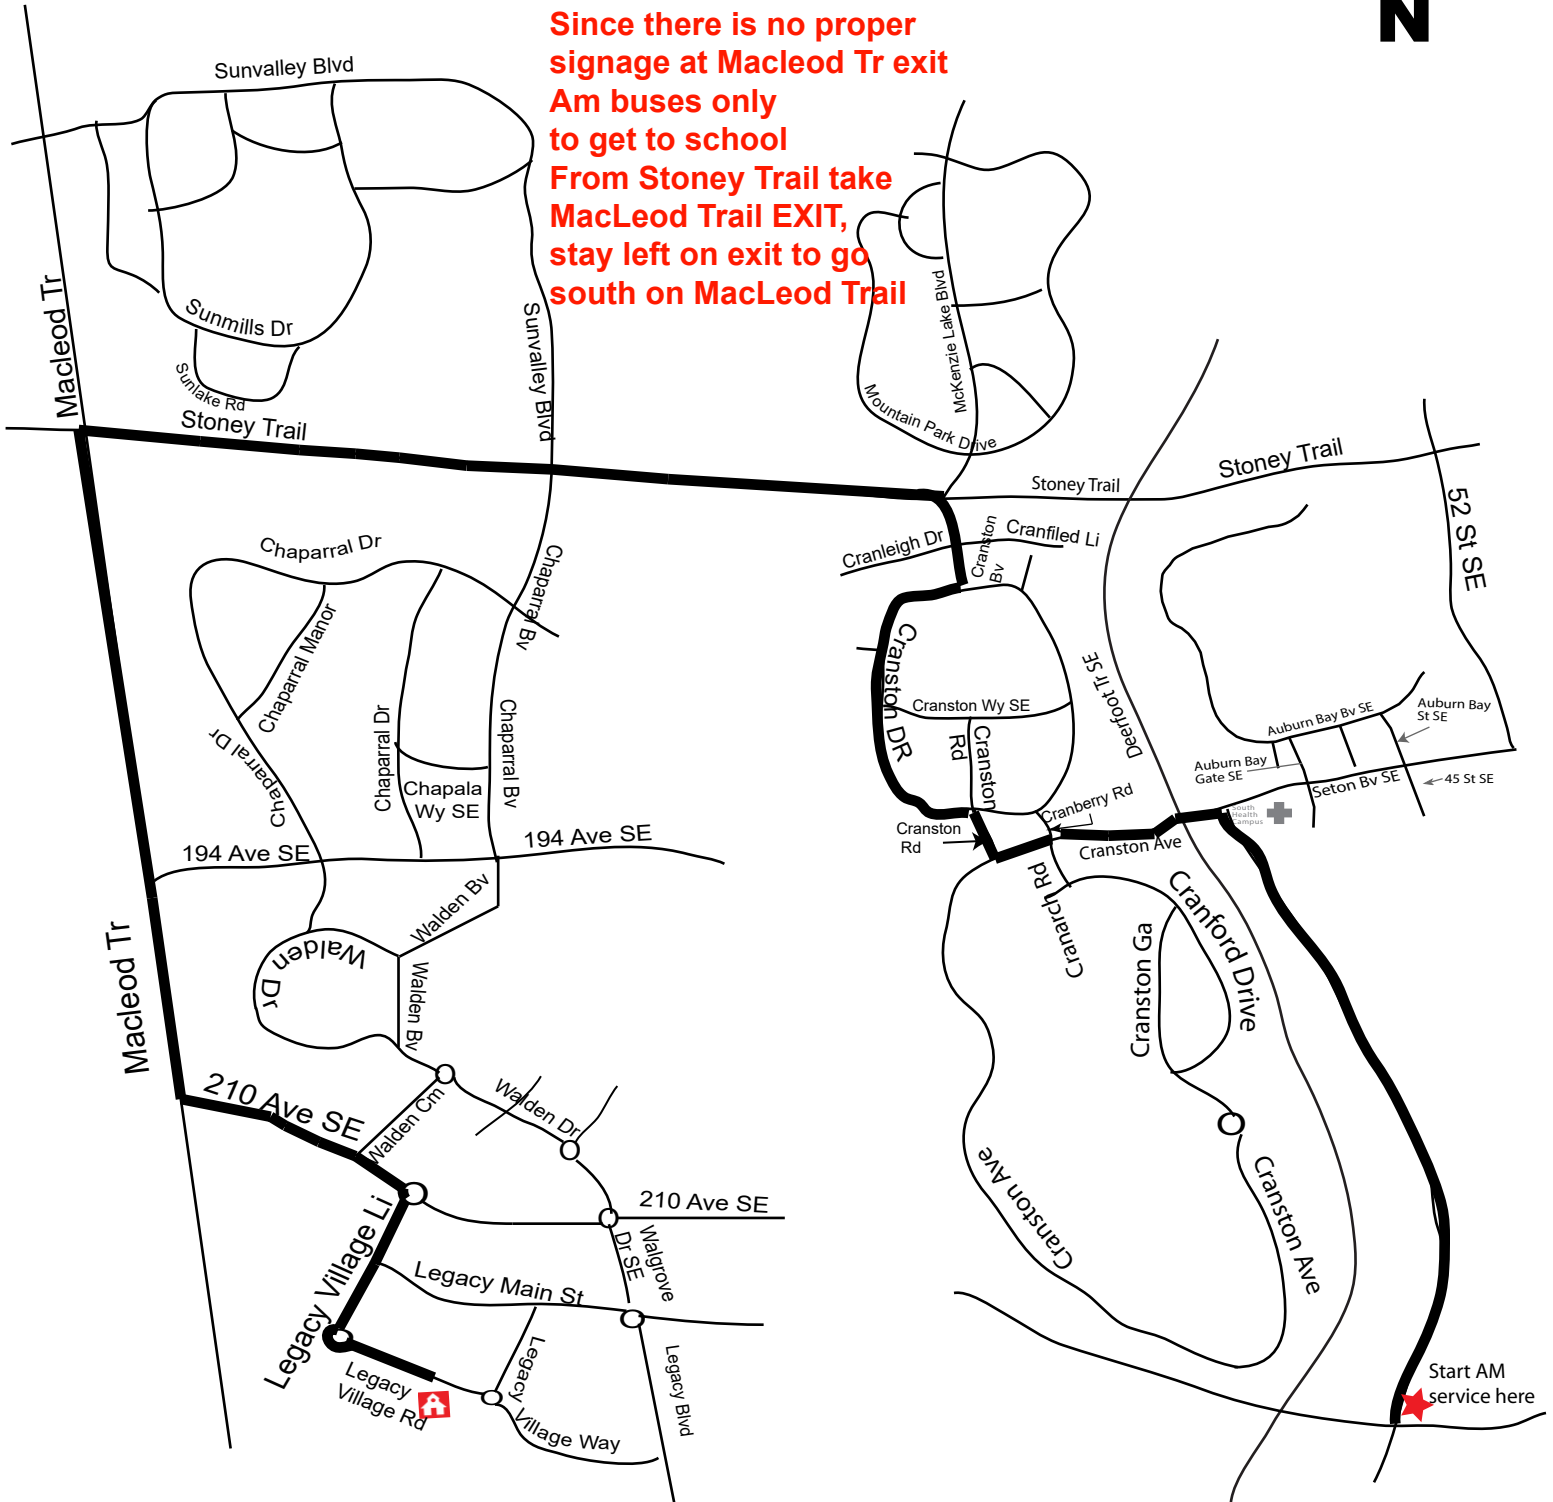 N
Since there is no proper
signage at Macleod Tr exit
Am buses only
to get to school
From Stoney Trail take
MacLeod Trail EXIT,
stay left on exit to go
south on MacLeod Trail
Sunvalley Blvd
Macleod Tr
Sunmills Dr
Sunlake Rd
Sunvalley Blvd
Stoney Trail
McKenzie Lake Blvd
Mountain Park Drive
Stoney Trail
Stoney Trail
52 St SE
Chaparral Dr
Chaparral Manor
Chaparral Bv
Cranleigh Dr
Cranston
Bv
Cranfiled Li
Cranston DR
Cranston Wy SE
Cranston
Rd
Deerfoot Tr SE
Auburn Bay Bv SE
Auburn Bay
St SE
Auburn Bay
Gate SE
Seton Bv SE
45 St SE
South
Health
Campus
Chaparral Dr
Chaparral Dr
Chaparral Bv
Chapala
Wy SE
Cranberry Rd
Cranston
Rd
Cranston Ave
194 Ave SE
194 Ave SE
Walden Bv
Cranarch Rd
Cranford Drive
Cranston Ga
Macleod Tr
Walden Dr
Walden Bv
210 Ave SE
Walden Cm
Walden Dr
210 Ave SE
Walgrove
Dr SE
Cranston Ave
Cranston Ave
Legacy Village Li
Legacy Main St
Legacy
Village Way
Legacy Blvd
Legacy
Village Rd
Start AM
service here